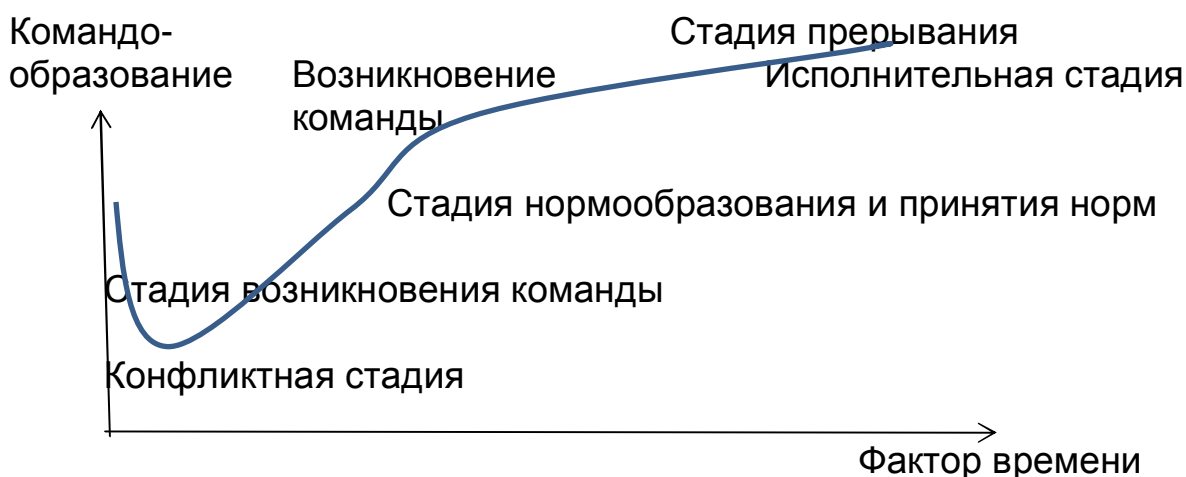 Командо-
образование
Возникновение
команды
Стадия прерывания
Исполнительная стадия
Стадия нормообразования и принятия норм
Стадия возникновения команды
Конфликтная стадия
Фактор времени